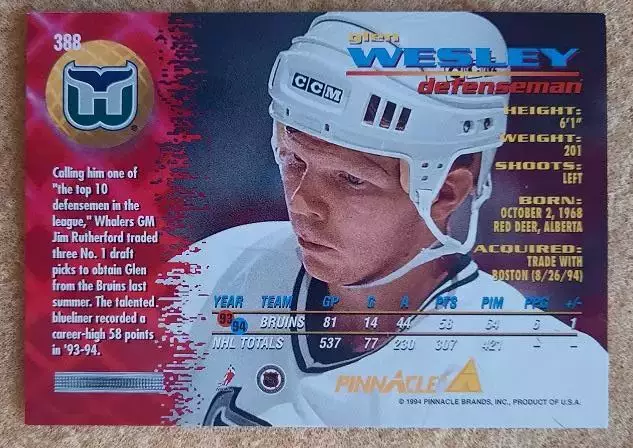 388
glen
WESLEY
defenseman
HEIGHT:
6'1"
WEIGHT:
201
SHOOTS:
LEFT
BORN:
OCTOBER 2, 1968
RED DEER, ALBERTA
ACQUIRED:
TRADE WITH
BOSTON (8/26/94)
CCM
Calling him one of
"the top 10
defensemen in the
league," Whalers GM
Jim Rutherford traded
three No. 1 draft
picks to obtain Glen
from the Bruins last
summer. The talented
blueliner recorded a
career-high 58 points
in '93-94.
YEAR TEAM GP G A PTS PIM PPG +/-
93 94 BRUINS 81 14 44 58 64 6 1
NHL TOTALS 537 77 230 307 421 – –
PINNACLE
© 1994 PINNACLE BRANDS, INC., PRODUCT OF U.S.A.